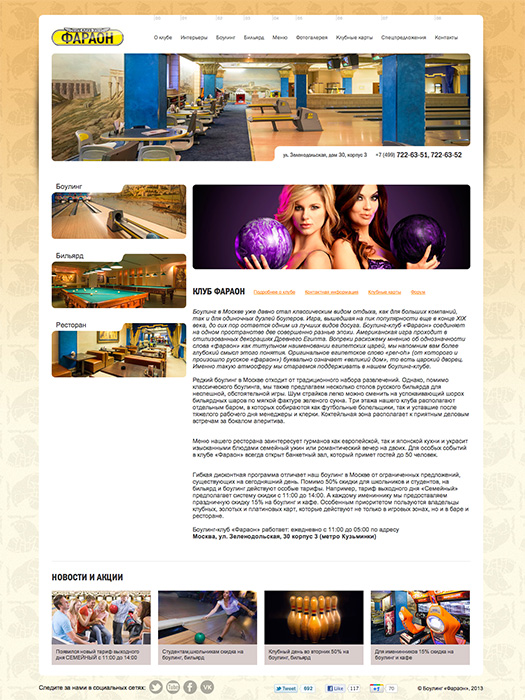 ФАРАОН
О клубе Интерьеры Боулинг Бильярд Меню Фотогалерея Клубные карты Спецпредложения Контакты
ул. Зеленодольская, дом 30, корпус 3 +7 (499) 722-63-51, 722-63-52
Боулинг
Бильярд
Ресторан
КЛУБ ФАРАОН Подробнее о клубе Контактная информация Клубные карты Форум
Боулинг в Москве уже давно стал классическим видом отдыха, как для больших компаний,
так и для одиночных дуэлей боулеров. Игра, вышедшая на пик популярности еще в конце XIX
века, до сих пор остается одним из лучших видов досуга. Боулинг-клуб «Фараон» соединяет
на одном пространстве две совершенно разные эпохи. Американская игра проходит в
стилизованных декорациях Древнего Египта. Вопреки расхожему мнению об однозначности
слова «фараон» как титульном наименовании египетских царей, мы напомним вам более
глубокий смысл этого понятия. Оригинальное египетское слово «per-oh» (от которого и
произошло русское «фараон») буквально означает «великий дом», то есть царский дворец.
Именно такую атмосферу мы стараемся поддерживать в нашем боулинг-клубе.
Редкий боулинг в Москве отходит от традиционного набора развлечений. Однако, помимо
классического боулинга, мы также предлагаем несколько столов русского бильярда для
неспешной, обстоятельной игры. Шум страйков легко можно сменить на успокаивающий шорох
бильярдных шаров по мягкой фактуре зеленого сукна. Три этажа нашего клуба располагают
отдельным баром, в которых собираются как футбольные болельщики, так и уставшие после
тяжелого рабочего дня менеджеры и клерки. Коктейльная зона располагает к приятным деловым
встречам за бокалом аперитива.
Меню нашего ресторана заинтересует гурманов как европейской, так и японской кухни и украсит
изысканными блюдами семейный ужин или романтический вечер на двоих. Для особых событий
в клубе «Фараон» всегда открыт банкетный зал, который примет гостей до 50 человек.
Гибкая дисконтная программа отличает наш боулинг в Москве от ограниченных предложений,
существующих на сегодняшний день. Помимо 50% скидки для школьников и студентов, на
бильярд и боулинг действуют особые тарифы. Например, тариф выходного дня «Семейный»
предполагает систему скидки с 11:00 до 14:00. А каждому имениннику мы предоставляем
праздничную скидку 15% на боулинг и кафе. Особенным приоритетом пользуются владельцы
клубных, золотых и платиновых карт, которые действуют не только в игровых зонах, но и в баре и
ресторане.
Боулинг-клуб «Фараон» работает: ежедневно с 11:00 до 05:00 по адресу
Москва, ул. Зеленодольская, 30 корпус 3 (метро Кузьминки)
НОВОСТИ И АКЦИИ
Появился новый тариф выходного
дня СЕМЕЙНЫЙ с 11:00 до 14:00
Студентам,школьникам скидка на
боулинг, бильярд
Клубный день во вторник 50% на
боулинг, бильярд
Для именинников 15% скидка на
боулинг и кафе
Следите за нами в социальных сетях: Tweet 692 Like 117 70 © Боулинг «Фараон», 2013